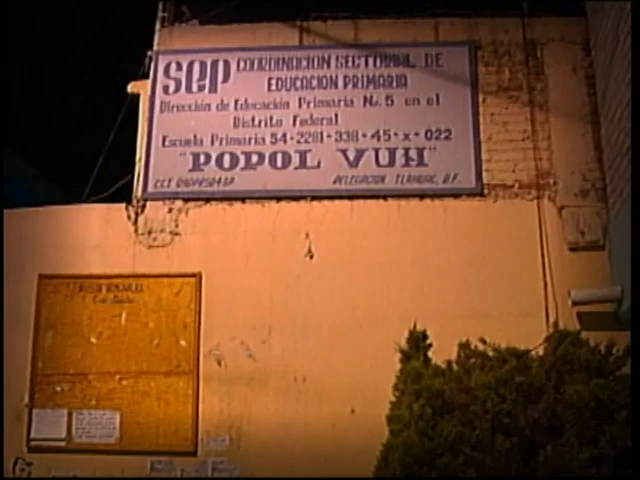 SEP COORDINACION SECTORIAL DE
EDUCACION PRIMARIA
Dirección de Educación Primaria No. 5 en el
Distrito Federal
Escuela Primaria 54-2281-338-45-x-022
"POPOL VUH"
DELEGACION TLAHUAC, D.F.